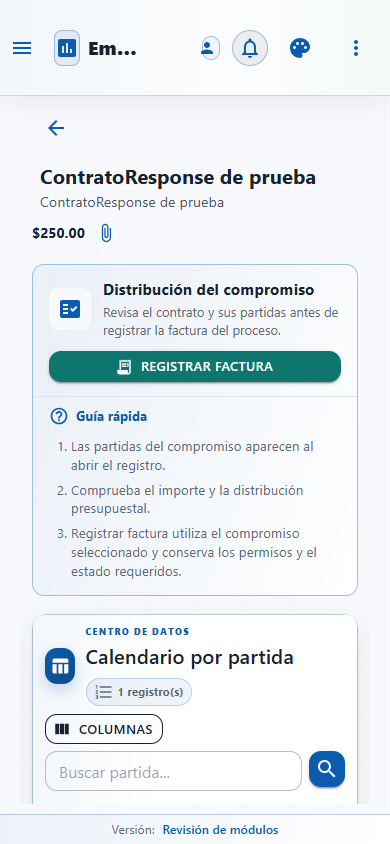 Em...
ContratoResponse de prueba
ContratoResponse de prueba
$250.00
Distribución del compromiso
Revisa el contrato y sus partidas antes de
registrar la factura del proceso.
REGISTRAR FACTURA
Guía rápida
1. Las partidas del compromiso aparecen al
abrir el registro.
2. Comprueba el importe y la distribución
presupuestal.
3. Registrar factura utiliza el compromiso
seleccionado y conserva los permisos y el
estado requeridos.
CENTRO DE DATOS
Calendario por partida
1 registro(s)
COLUMNAS
Buscar partida...
Versión: Revisión de módulos